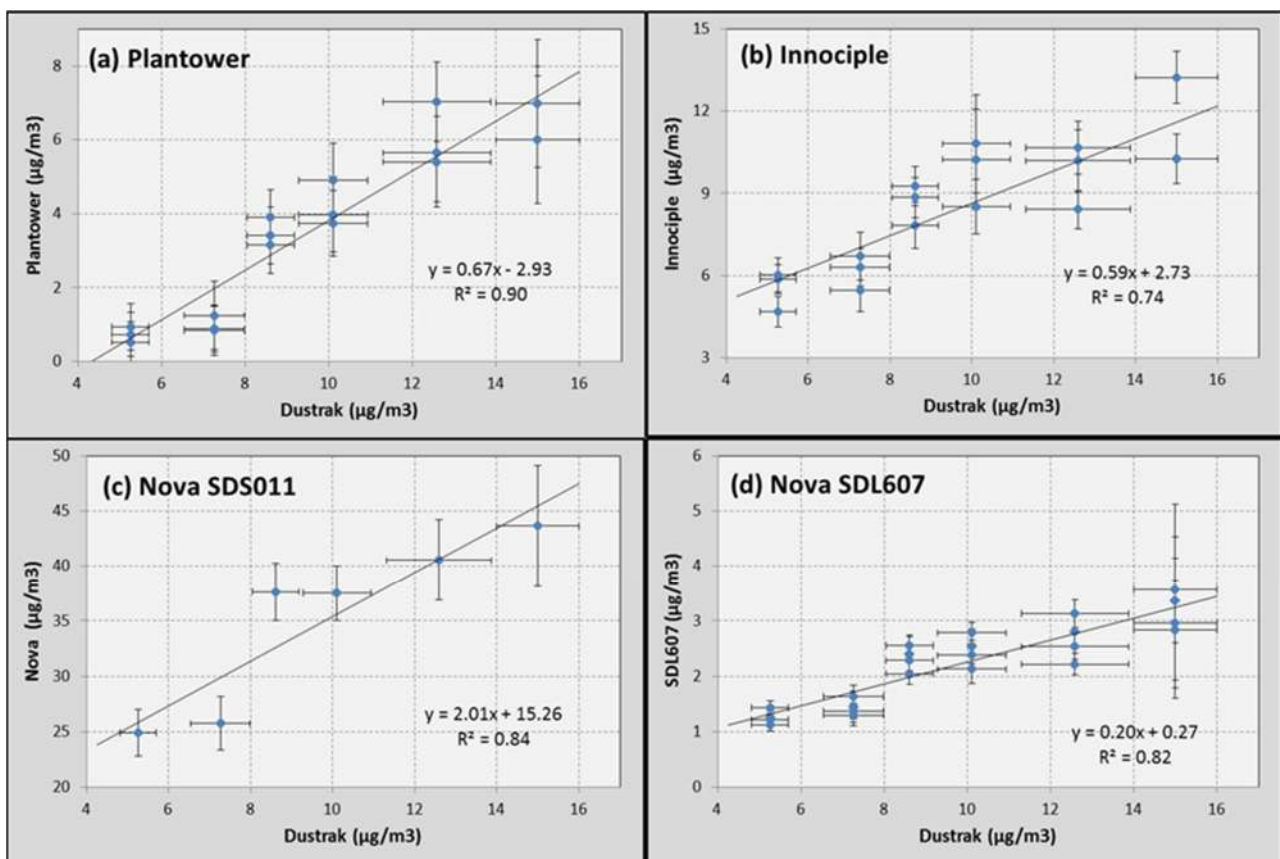 (a) Plantower
Plantower (µg/m3)
8
6
4
2
0
y = 0.67x - 2.93
R² = 0.90
4 6 8 10 12 14 16
Dustrak (µg/m3)
(b) Innociple
Innociple (µg/m3)
15
12
9
6
3
y = 0.59x + 2.73
R² = 0.74
4 6 8 10 12 14 16
Dustrak (µg/m3)
(c) Nova SDS011
Nova (µg/m3)
50
45
40
35
30
25
20
y = 2.01x + 15.26
R² = 0.84
4 6 8 10 12 14 16
Dustrak (µg/m3)
(d) Nova SDL607
SDL607 (µg/m3)
6
5
4
3
2
1
0
y = 0.20x + 0.27
R² = 0.82
4 6 8 10 12 14 16
Dustrak (µg/m3)